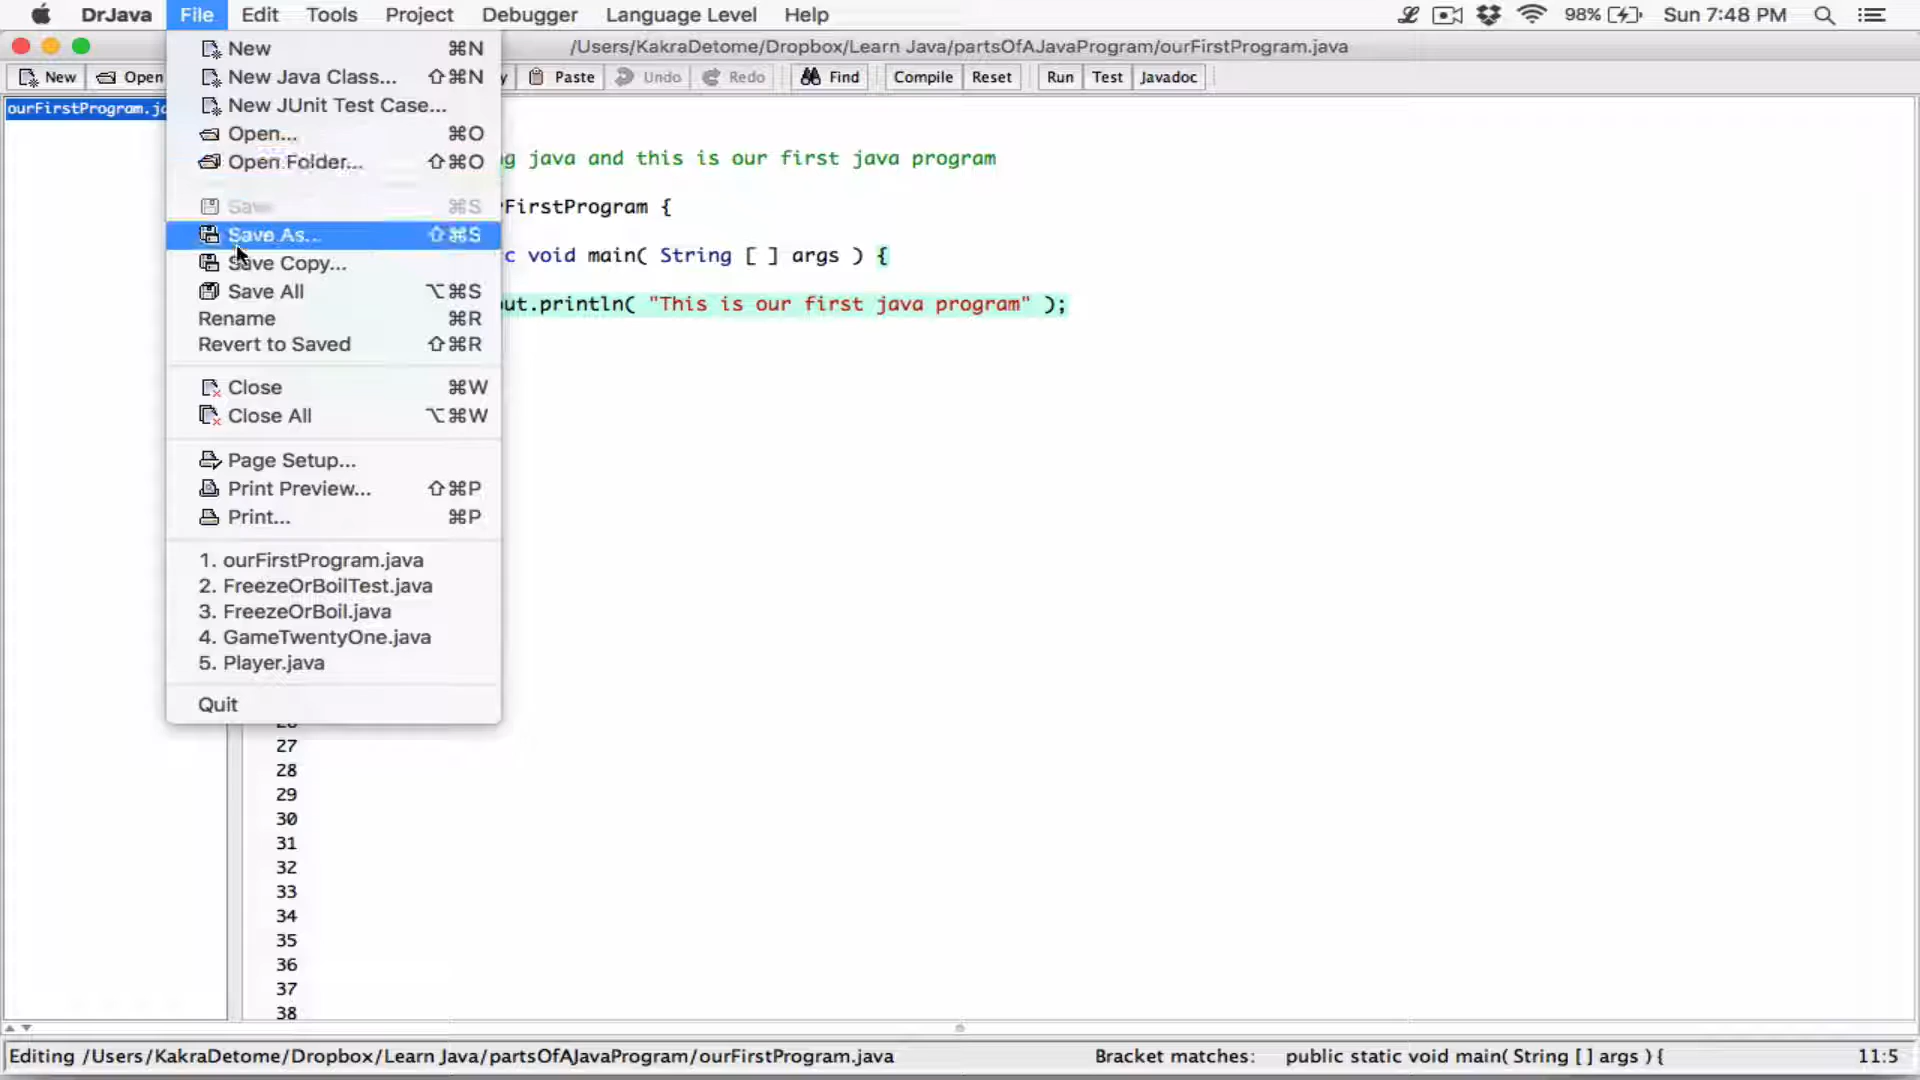 DrJava File Edit Tools Project Debugger Language Level Help 98% Sun 7:48 PM
/Users/KakraDetome/Dropbox/Learn Java/partsOfAJavaProgram/ourFirstProgram.java
New Open Paste Undo Redo Find Compile Reset Run Test Javadoc
ourFirstProgram.ja
New ⌘N
New Java Class... ⇧⌘N
New JUnit Test Case...
Open... ⌘O
Open Folder... ⇧⌘O
Save ⌘S
Save As... ⇧⌘S
Save Copy...
Save All ⌥⌘S
Rename ⌘R
Revert to Saved ⇧⌘R
Close ⌘W
Close All ⌥⌘W
Page Setup...
Print Preview... ⇧⌘P
Print... ⌘P
1. ourFirstProgram.java
2. FreezeOrBoilTest.java
3. FreezeOrBoil.java
4. GameTwentyOne.java
5. Player.java
Quit
g java and this is our first java program
FirstProgram {
c void main( String [ ] args ) {
ut.println( "This is our first java program" );
27
28
29
30
31
32
33
34
35
36
37
38
Editing /Users/KakraDetome/Dropbox/Learn Java/partsOfAJavaProgram/ourFirstProgram.java Bracket matches: public static void main( String [ ] args ) { 11:5